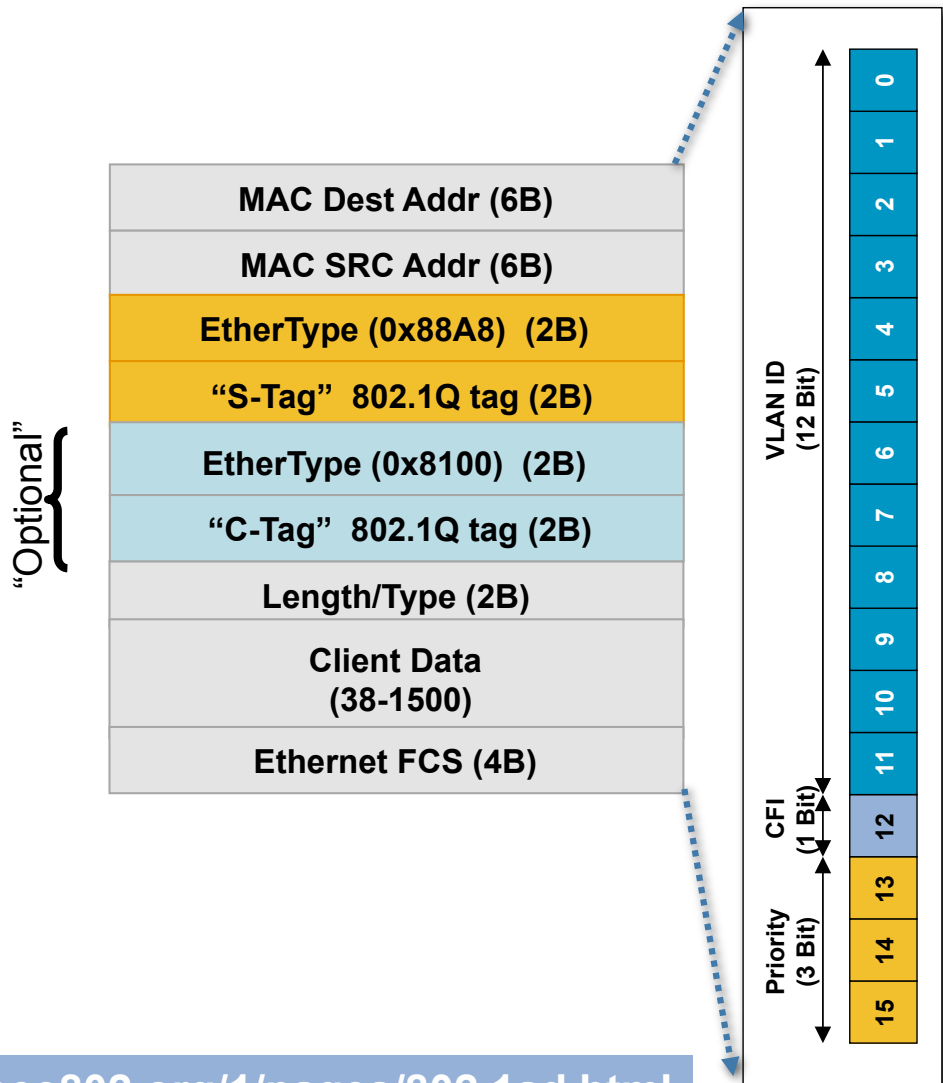 MAC Dest Addr (6B)
MAC SRC Addr (6B)
EtherType (0x88A8) (2B)
“S-Tag” 802.1Q tag (2B)
EtherType (0x8100) (2B)
“C-Tag” 802.1Q tag (2B)
Length/Type (2B)
Client Data
(38-1500)
Ethernet FCS (4B)
“Optional”
VLAN ID
(12 Bit)
CFI
(1 Bit)
Priority
(3 Bit)
0
1
2
3
4
5
6
7
8
9
10
11
12
13
14
15